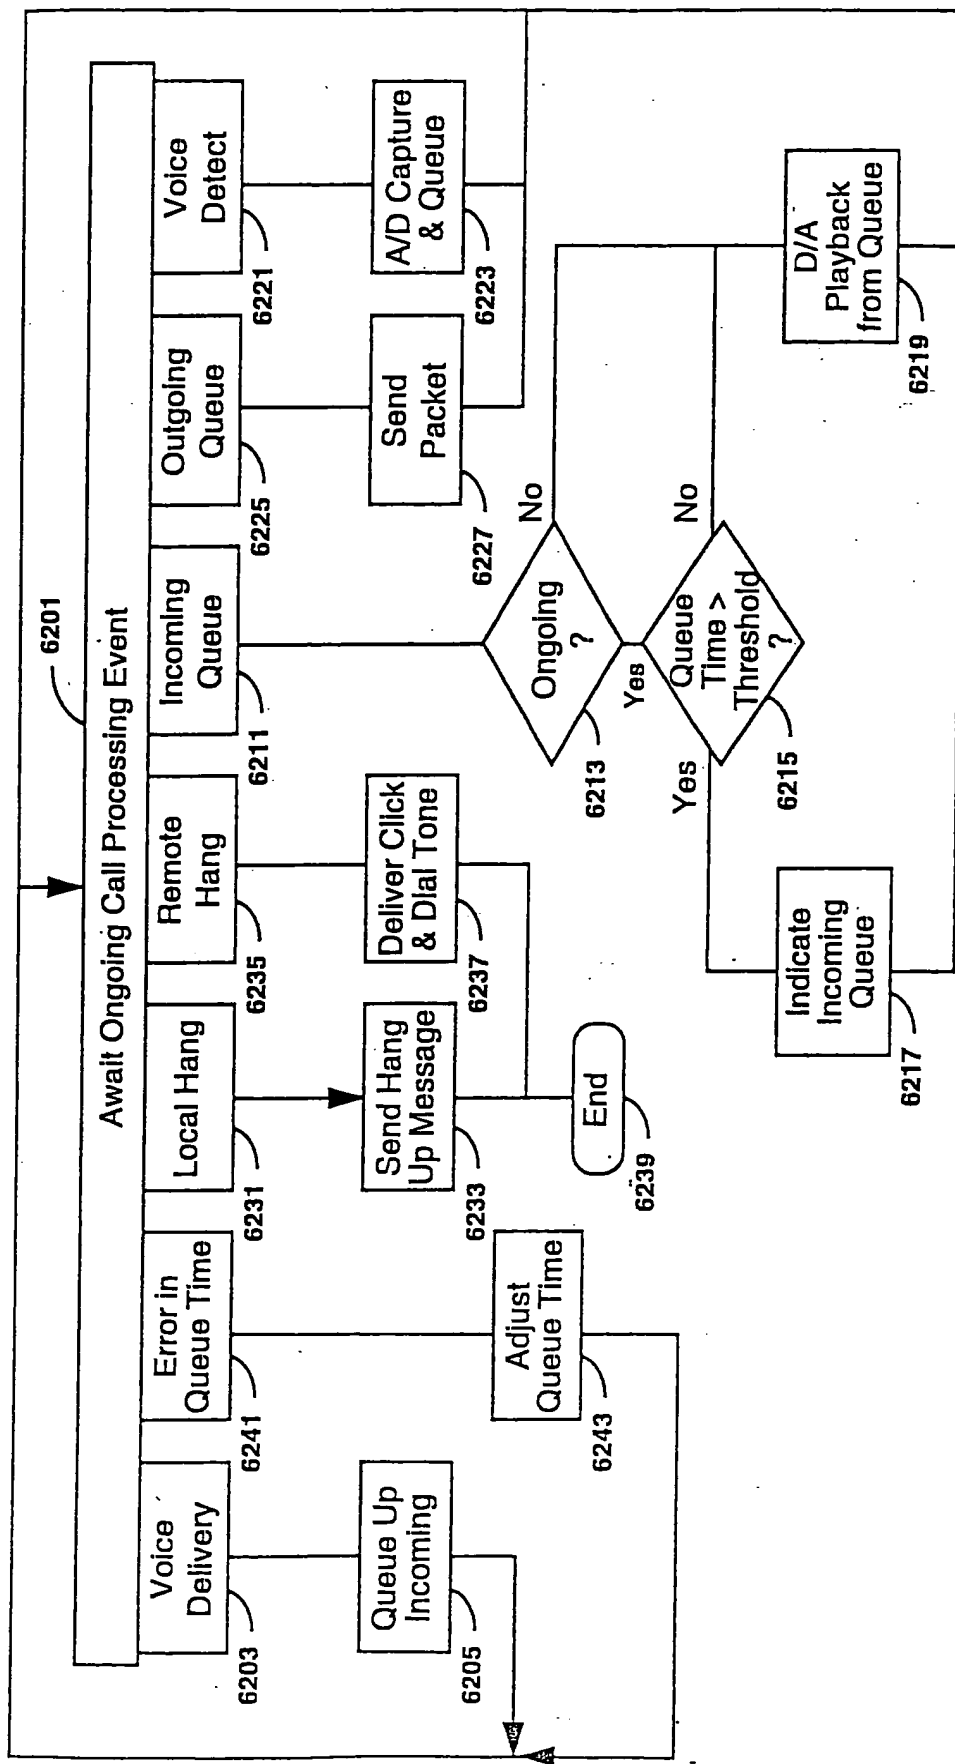 6201
Await Ongoing Call Processing Event
Voice
Delivery
6203
Error in
Queue Time
6241
Local Hang
6231
Remote
Hang
6235
Incoming
Queue
6211
Outgoing
Queue
6225
Voice
Detect
6221
Queue Up
Incoming
6205
Send Hang
Up Message
6233
Deliver Click
& Dial Tone
6237
Send
Packet
6227
A/D Capture
& Queue
6223
Adjust
Queue Time
6243
End
6239
Ongoing
?
6213
No
Yes
Queue
Time >
Threshold
?
6215
Yes
No
Indicate
Incoming
Queue
6217
D/A
Playback
from Queue
6219